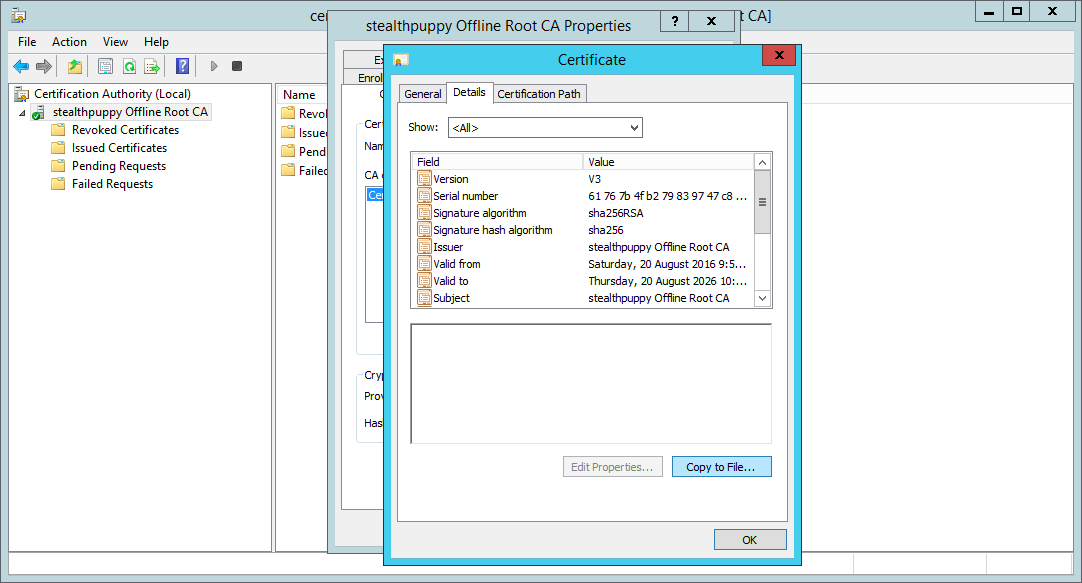 cer
t CA]
File Action View Help
Certification Authority (Local)
stealthpuppy Offline Root CA
Revoked Certificates
Issued Certificates
Pending Requests
Failed Requests
Name
Revo
Issue
Pend
Failed
stealthpuppy Offline Root CA Properties
?
Ex
Enroll
Cert
Nam
CA c
Cer
Cryp
Prov
Hash
Certificate
General Details Certification Path
Show: <All>
Field Value
Version V3
Serial number 61 76 7b 4f b2 79 83 97 47 c8 ...
Signature algorithm sha256RSA
Signature hash algorithm sha256
Issuer stealthpuppy Offline Root CA
Valid from Saturday, 20 August 2016 9:5...
Valid to Thursday, 20 August 2026 10:...
Subject stealthpuppy Offline Root CA
Edit Properties... Copy to File...
OK